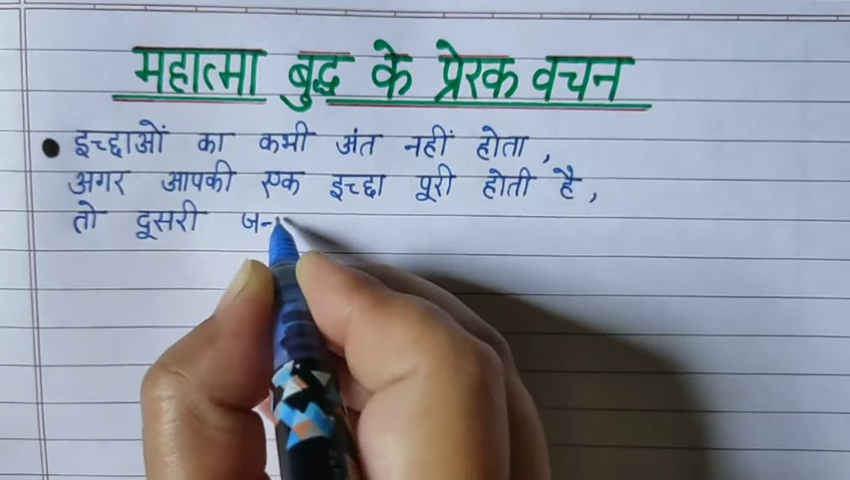 महात्मा बुद्ध के प्रेरक वचन
इच्छाओं का कभी अंत नहीं होता,
अगर आपकी एक इच्छा पूरी होती है,
तो दूसरी